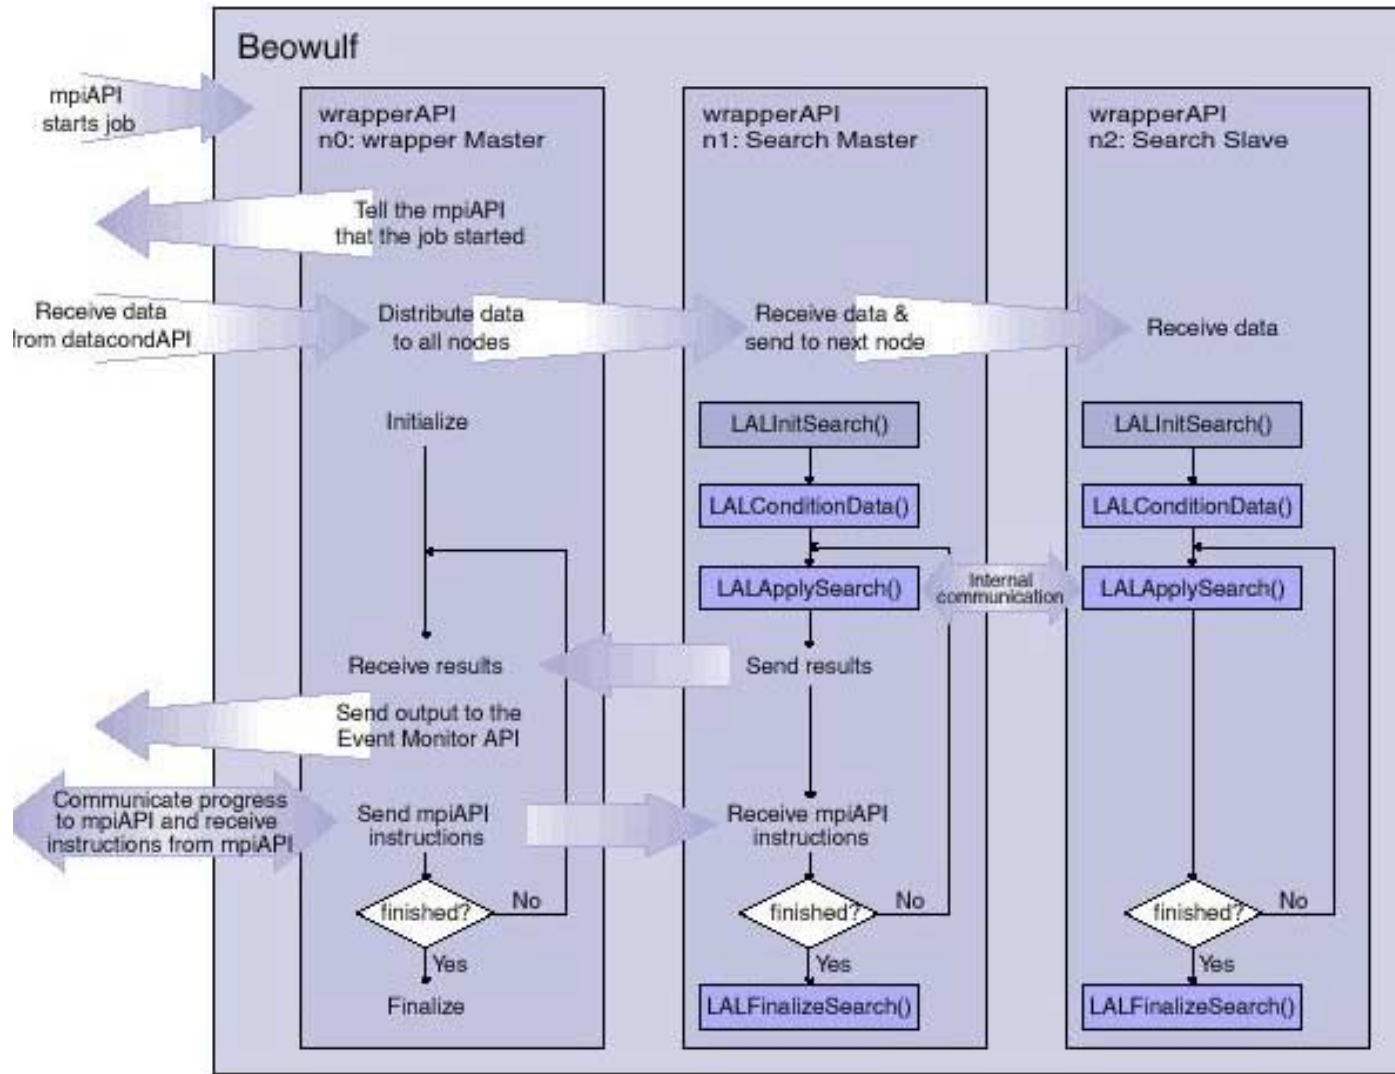 Beowulf
mpiAPI
starts job
wrapperAPI
n0: wrapper Master
wrapperAPI
n1: Search Master
wrapperAPI
n2: Search Slave
Tell the mpiAPI
that the job started
Receive data
from datacondAPI
Distribute data
to all nodes
Receive data &
send to next node
Receive data
Initialize
LALInitSearch()
LALInitSearch()
LALConditionData()
LALConditionData()
LALApplySearch()
Internal
communication
LALApplySearch()
Receive results
Send results
Send output to the
Event Monitor API
Communicate progress
to mpiAPI and receive
instructions from mpiAPI
Send mpiAPI
instructions
Receive mpiAPI
instructions
finished?
No
finished?
No
finished?
No
Yes
Yes
Yes
Finalize
LALFinalizeSearch()
LALFinalizeSearch()